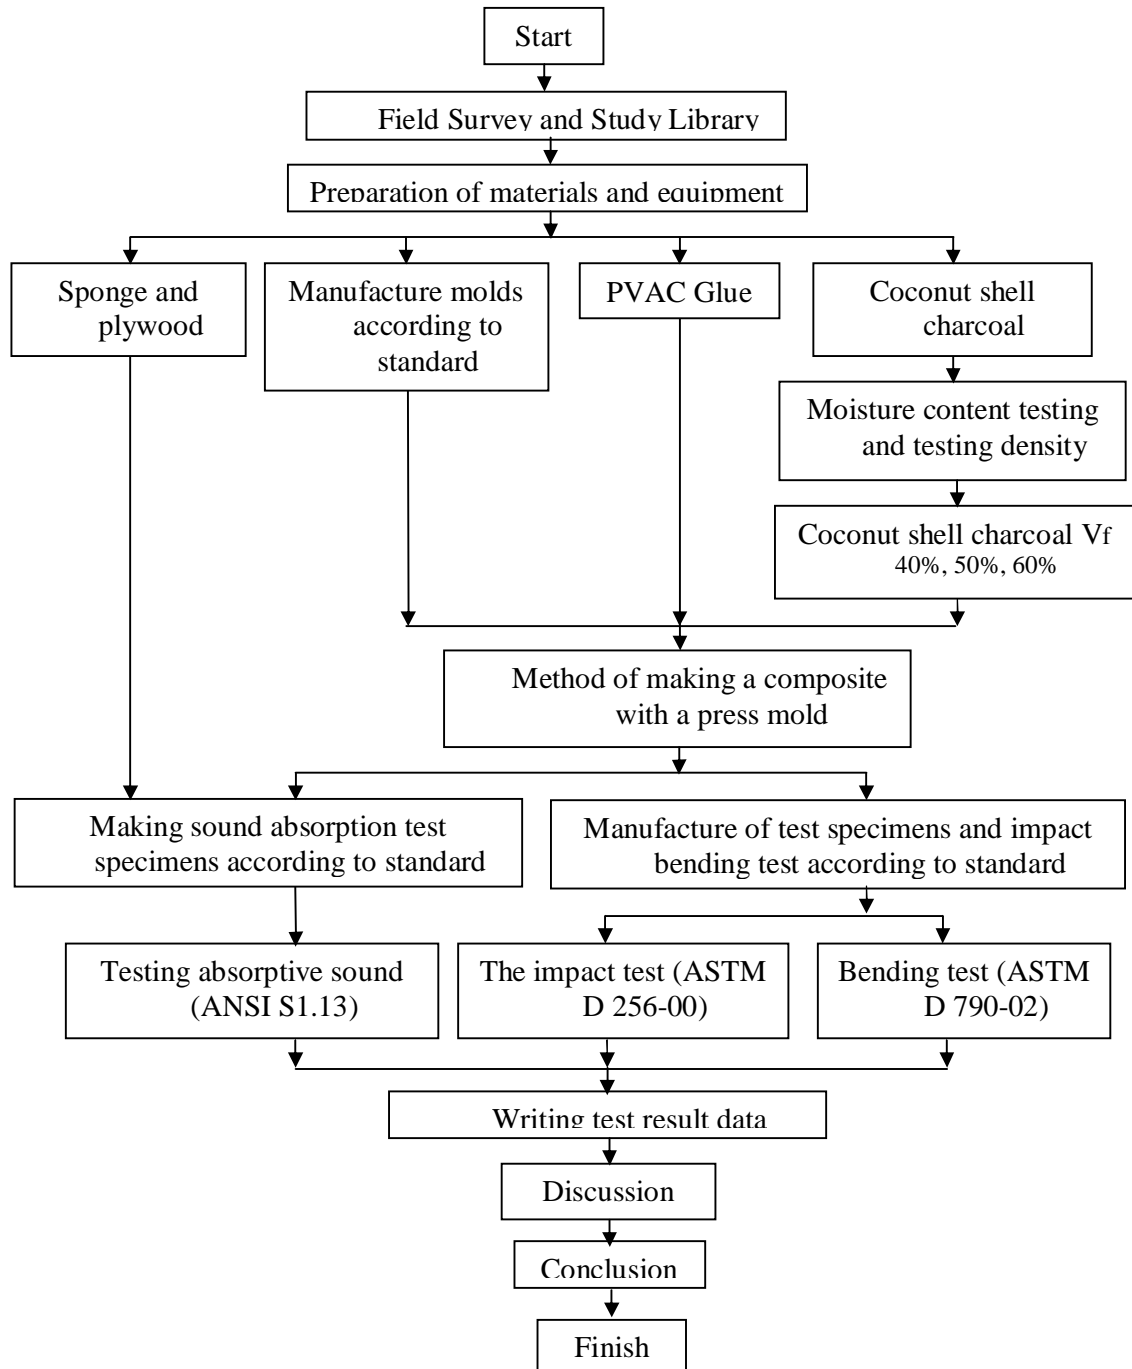 Start
Field Survey and Study Library
Preparation of materials and equipment
Sponge and
plywood
Manufacture molds
according to
standard
PVAC Glue
Coconut shell
charcoal
Moisture content testing
and testing density
Coconut shell charcoal Vf
40%, 50%, 60%
Method of making a composite
with a press mold
Making sound absorption test
specimens according to standard
Manufacture of test specimens and impact
bending test according to standard
Testing absorptive sound
(ANSI S1.13)
The impact test (ASTM
D 256-00)
Bending test (ASTM
D 790-02)
Writing test result data
Discussion
Conclusion
Finish